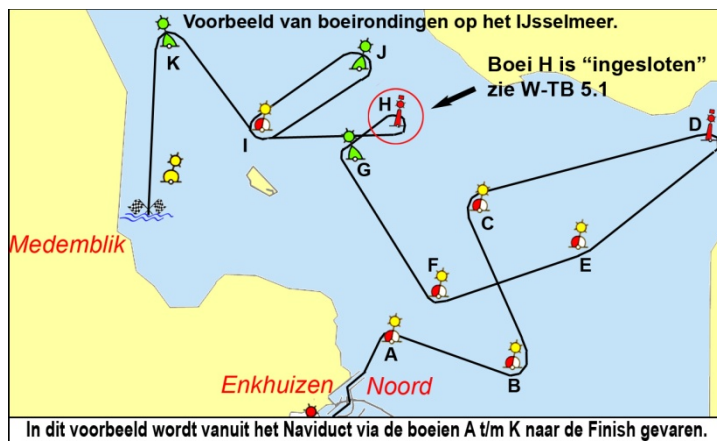 Voorbeeld van boeirondingen op het IJsselmeer.
K
J
Boei H is “ingesloten”
zie W-TB 5.1
H
I
G
D
C
E
F
A
B
Medemblik
Enkhuizen Noord
In dit voorbeeld wordt vanuit het Naviduct via de boeien A t/m K naar de Finish gevaren.